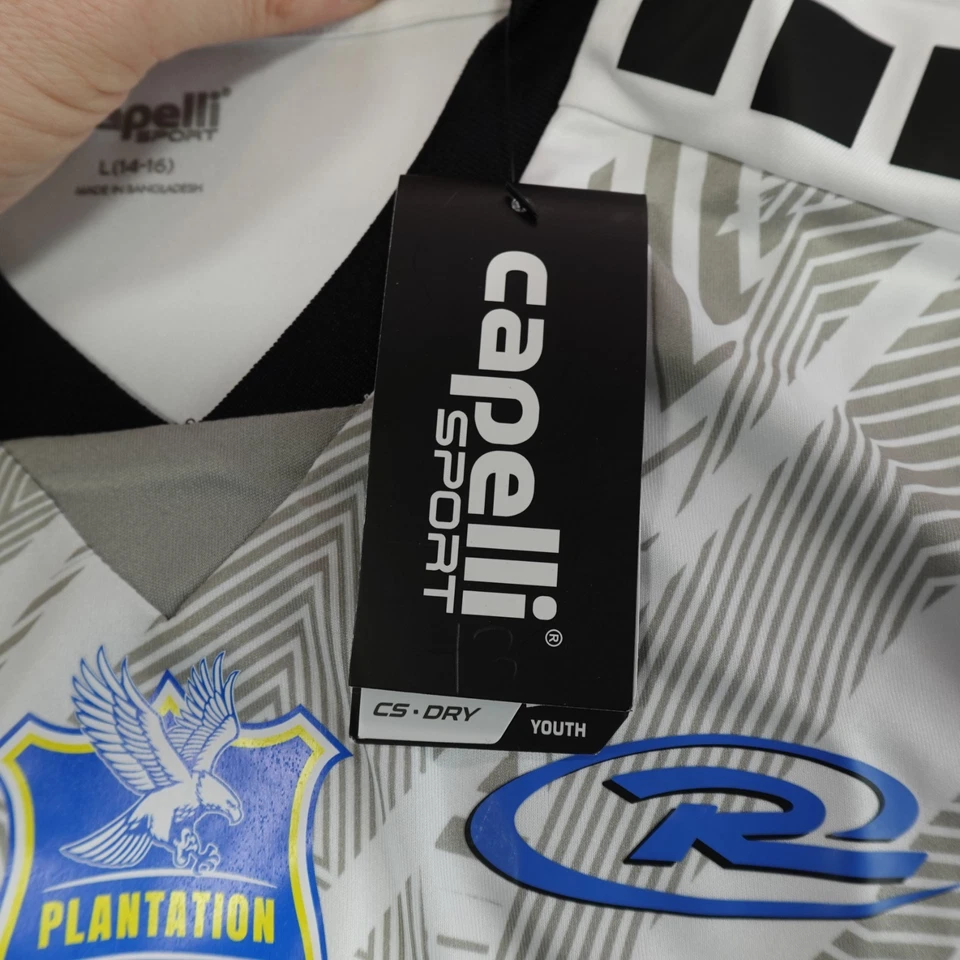 capelli®
SPORT
L(14-16)
MADE IN BANGLADESH
capelli®
SPORT
CS·DRY
YOUTH
PLANTATION
R